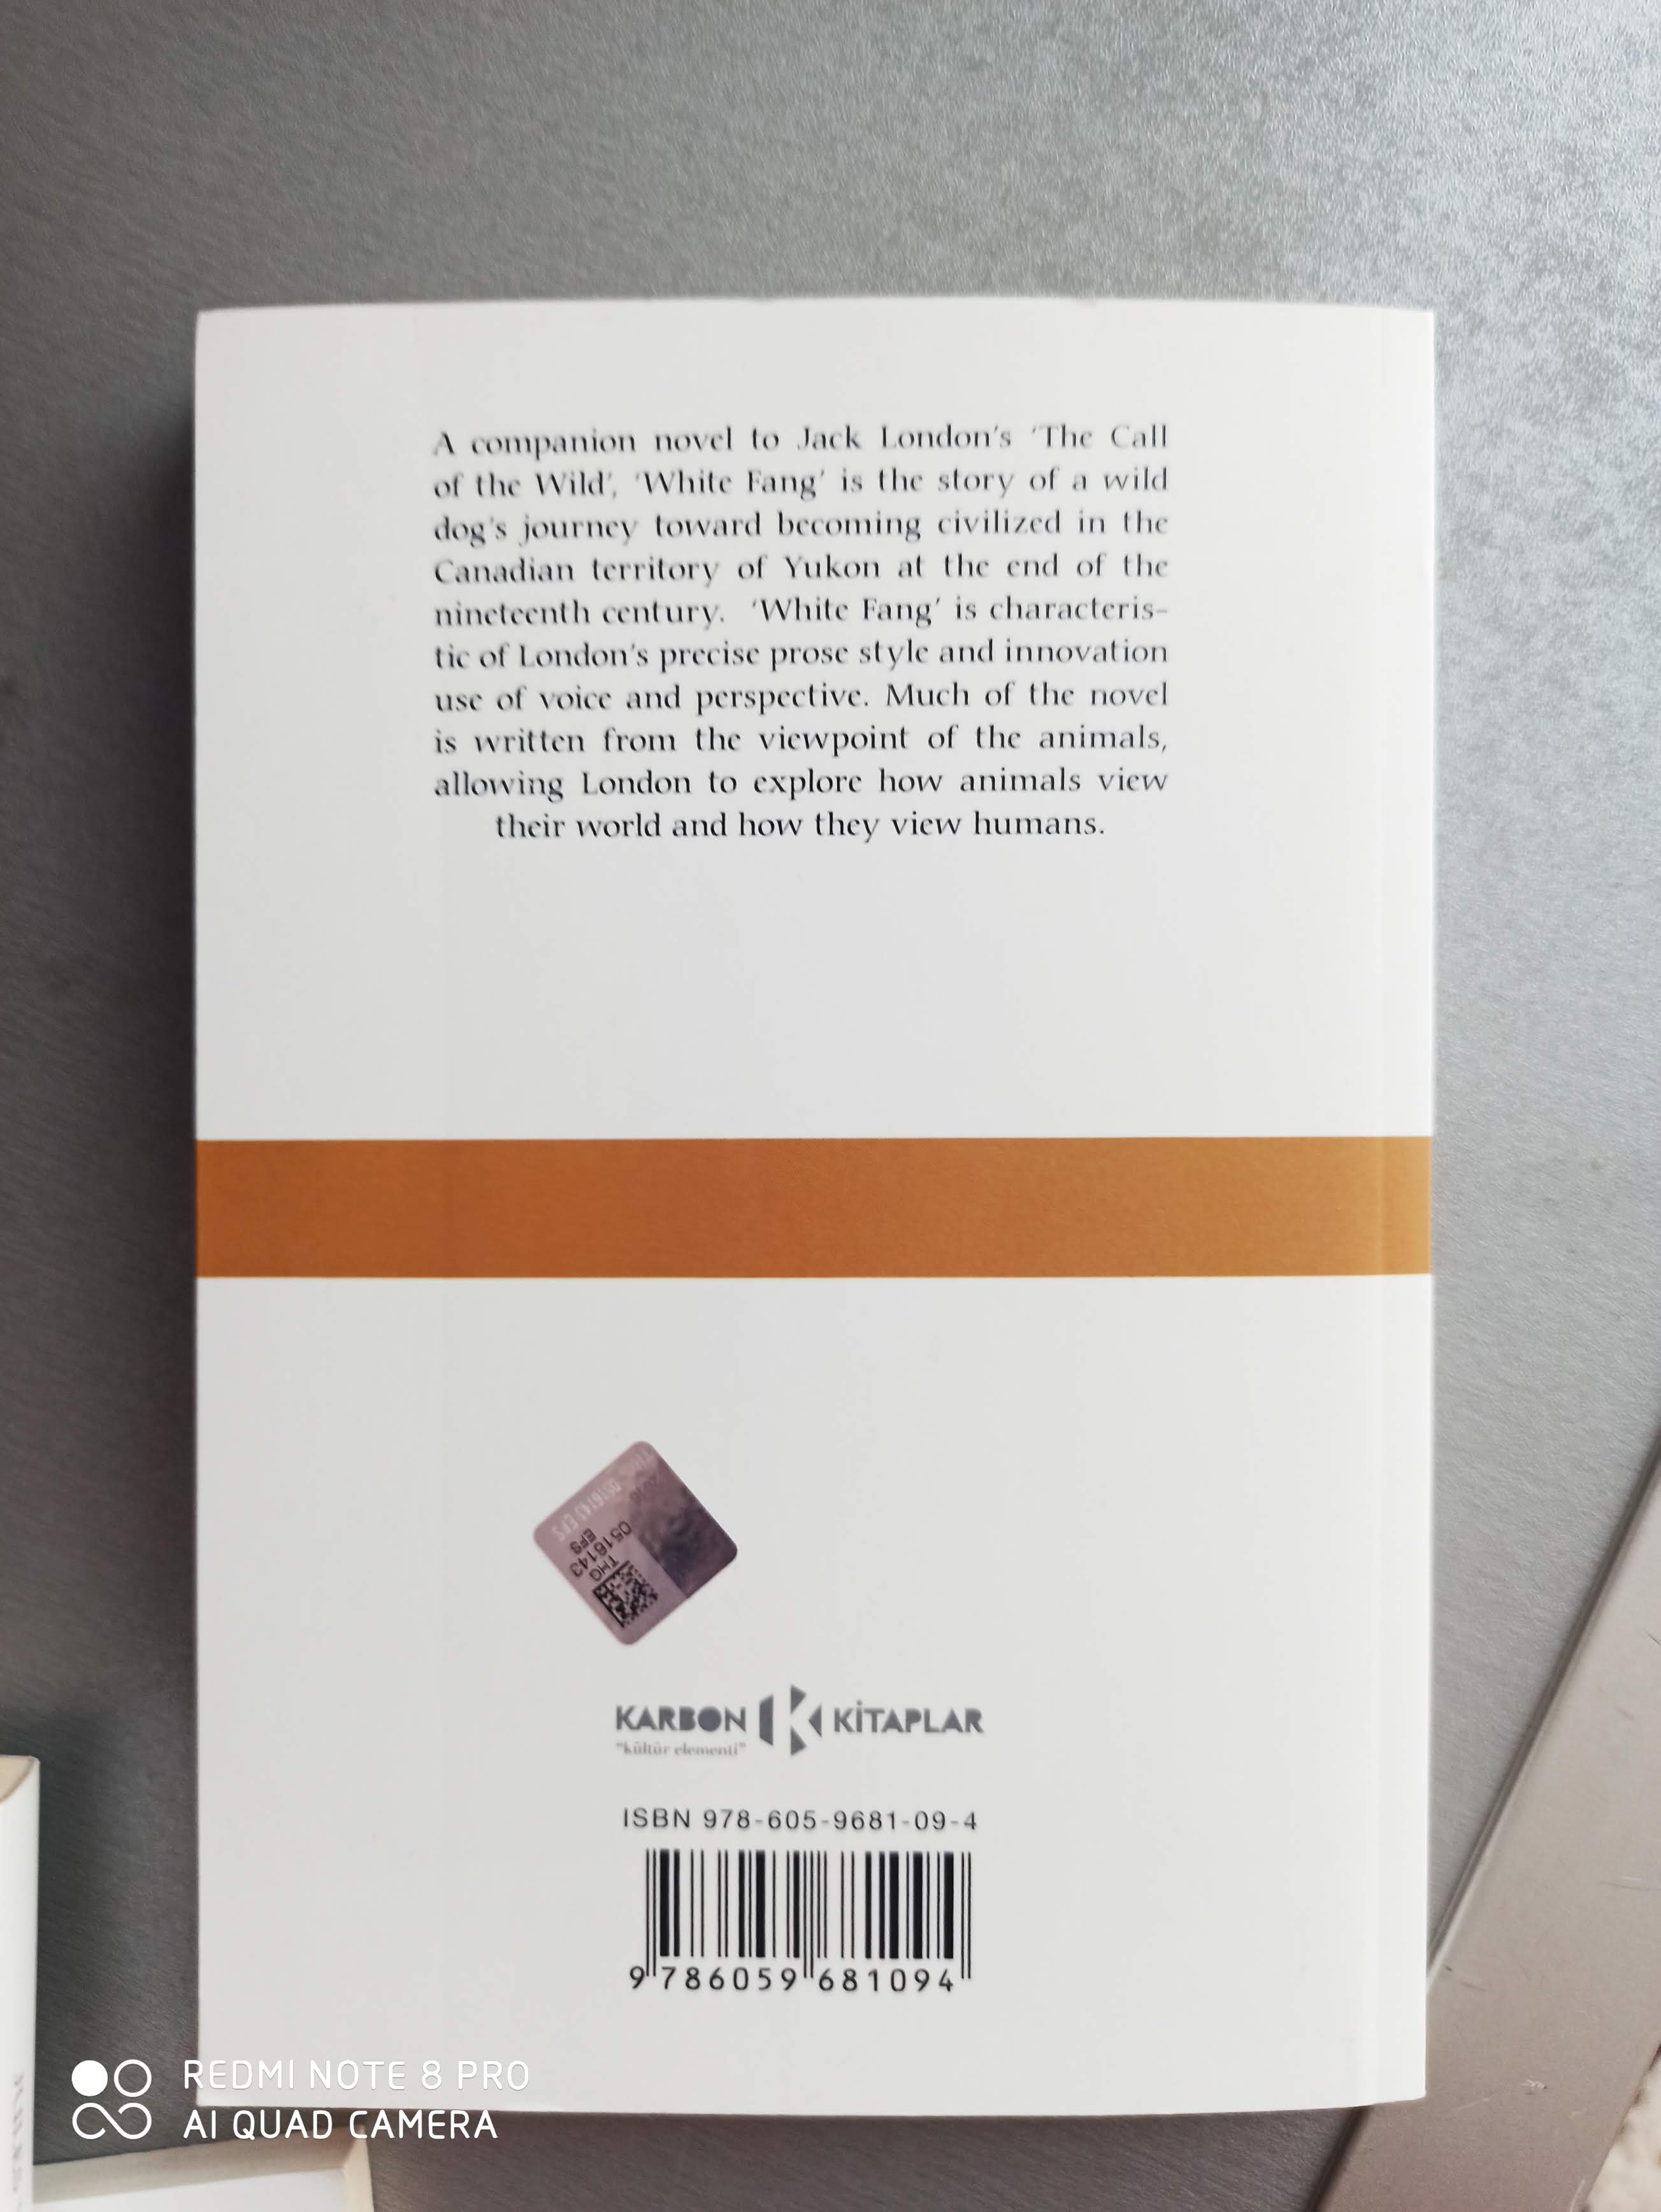 A companion novel to Jack London's 'The Call
of the Wild', 'White Fang' is the story of a wild
dog's journey toward becoming civilized in the
Canadian territory of Yukon at the end of the
nineteenth century. 'White Fang' is characteris-
tic of London's precise prose style and innovation
use of voice and perspective. Much of the novel
is written from the viewpoint of the animals,
allowing London to explore how animals view
their world and how they view humans.
THG
0516143
EPS
KARBON K KİTAPLAR
"kültür elementi"
ISBN 978-605-9681-09-4
9 786059 681094
REDMI NOTE 8 PRO
AI QUAD CAMERA